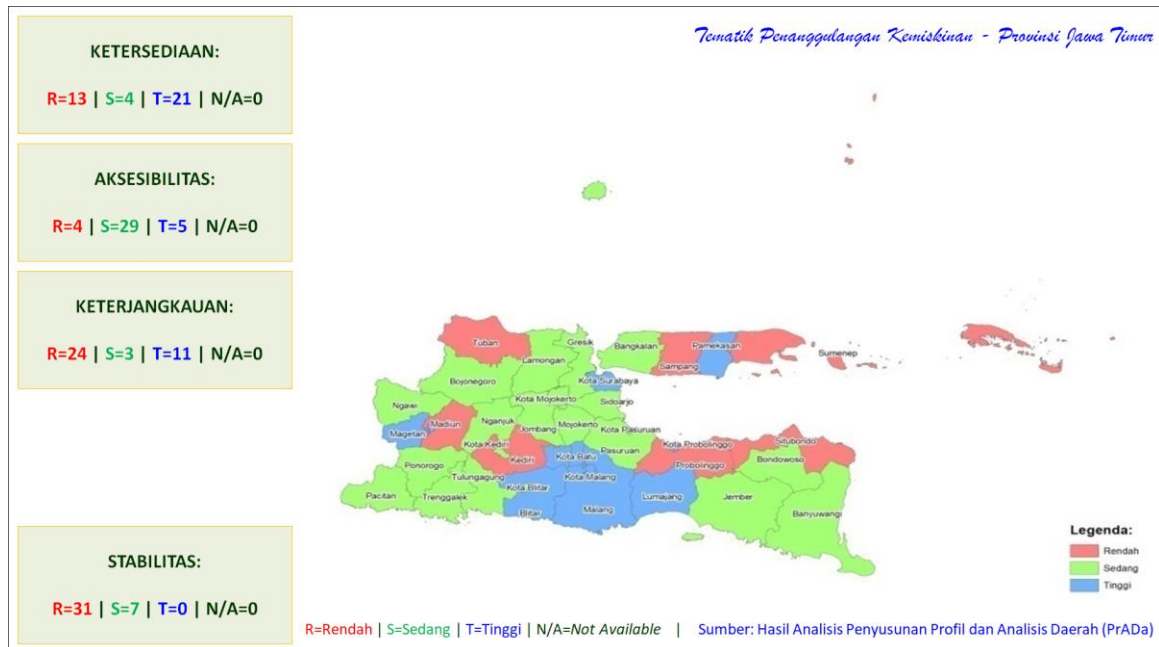 Tematik Penanggulangan Kemiskinan - Provinsi Jawa Timur
KETERSEDIAAN:
R=13 | S=4 | T=21 | N/A=0
AKSESIBILITAS:
R=4 | S=29 | T=5 | N/A=0
KETERJANGKAUAN:
R=24 | S=3 | T=11 | N/A=0
STABILITAS:
R=31 | S=7 | T=0 | N/A=0
Tuban
Gresik
Lamongan
Bangkalan
Pamekasan
Sampang
Sumenep
Bojonegoro
Kota Surabaya
Ngawi
Kota Mojokerto
Sidoarjo
Magetan
Madiun
Nganjuk
Jombang
Mojokerto
Kota Pasuruan
Kota Kediri
Kediri
Kota Batu
Pasuruan
Kota Probolinggo
Situbondo
Ponorogo
Probolinggo
Bondowoso
Tulungagung
Kota Blitar
Kota Malang
Pacitan
Trenggalek
Blitar
Malang
Lumajang
Jember
Banyuwangi
Legenda:
Rendah
Sedang
Tinggi
R=Rendah | S=Sedang | T=Tinggi | N/A=Not Available | Sumber: Hasil Analisis Penyusunan Profil dan Analisis Daerah (PrADa)